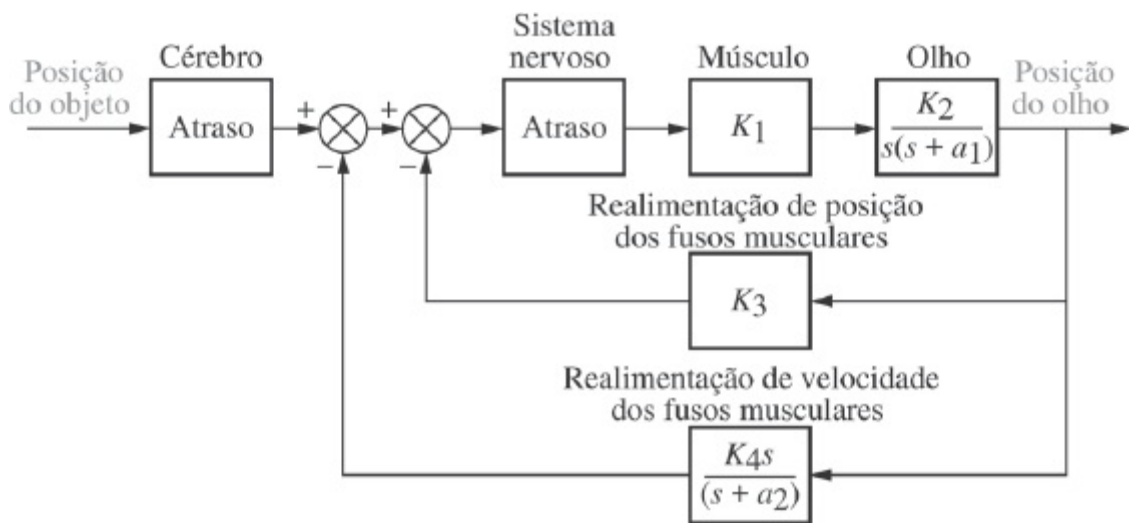 Posição
do objeto
Cérebro
Atraso
+
−
+
−
Sistema
nervoso
Atraso
Músculo
K1
Olho
K2
s(s + a1)
Posição
do olho
Realimentação de posição
dos fusos musculares
K3
Realimentação de velocidade
dos fusos musculares
K4s
(s + a2)